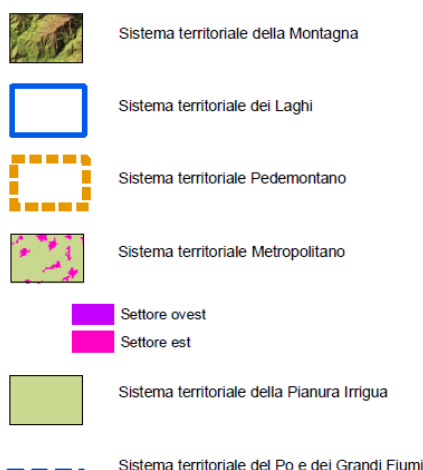 Sistema territoriale della Montagna
Sistema territoriale dei Laghi
Sistema territoriale Pedemontano
Sistema territoriale Metropolitano
Settore ovest
Settore est
Sistema territoriale della Pianura Irrigua
Sistema territoriale del Po e dei Grandi Fiumi